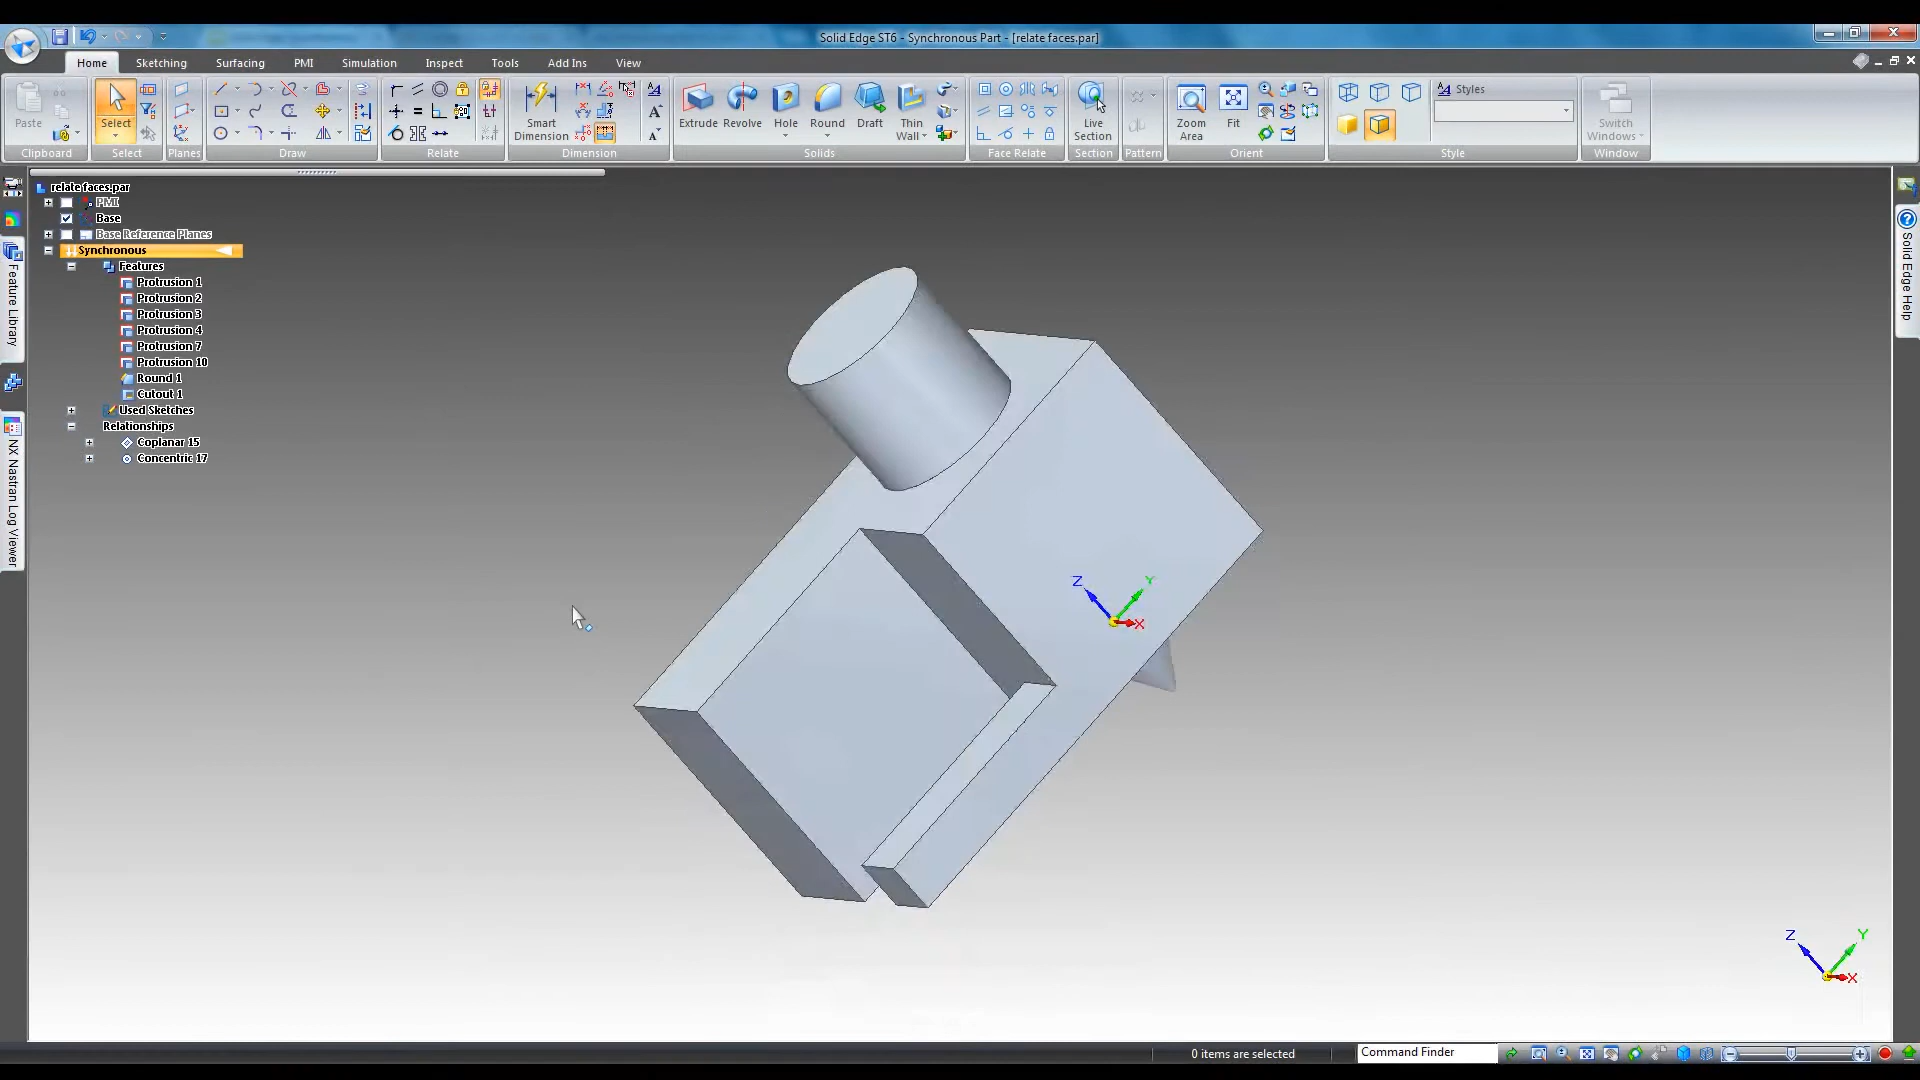 Solid Edge ST6 - Synchronous Part - [relate faces.par]
Home Sketching Surfacing PMI Simulation Inspect Tools Add Ins View
Paste
Clipboard
Select
Select
Planes
Draw
Relate
Smart Dimension
Dimension
Extrude Revolve Hole Round Draft Thin Wall
Solids
Face Relate
Live Section
Section
Pattern
Zoom Area
Fit
Orient
Styles
Style
Switch Windows
Window
relate faces.par
PMI
Base
Base Reference Planes
Synchronous
Features
Protrusion 1
Protrusion 2
Protrusion 3
Protrusion 4
Protrusion 7
Protrusion 10
Round 1
Cutout 1
Used Sketches
Relationships
Coplanar 15
Concentric 17
Feature Library
NX Nastran Log Viewer
Solid Edge Help
Z Y
X
Z Y
X
0 items are selected
Command Finder